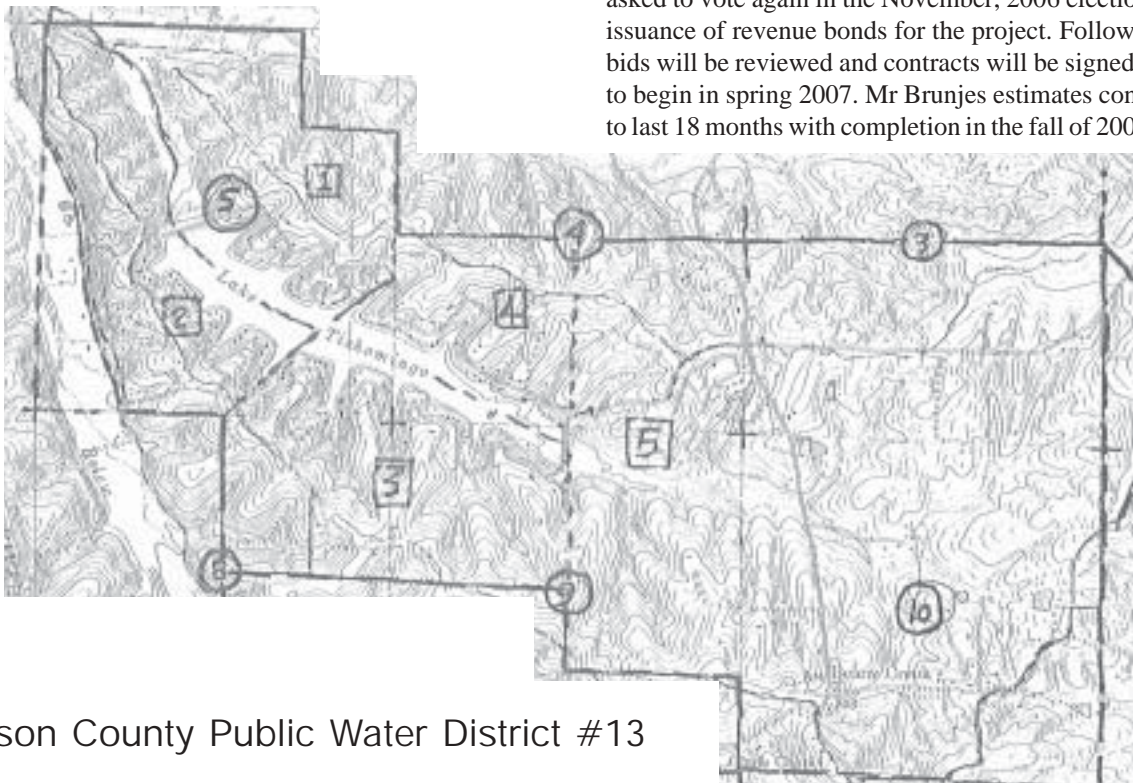 asked to vote again in the November, 2006 electio
issuance of revenue bonds for the project. Follow
bids will be reviewed and contracts will be signed
to begin in spring 2007. Mr Brunjes estimates con
to last 18 months with completion in the fall of 200
1
5
4
3
Lake
4
2
Tishomingo
5
3
8
9
10
son County Public Water District #13